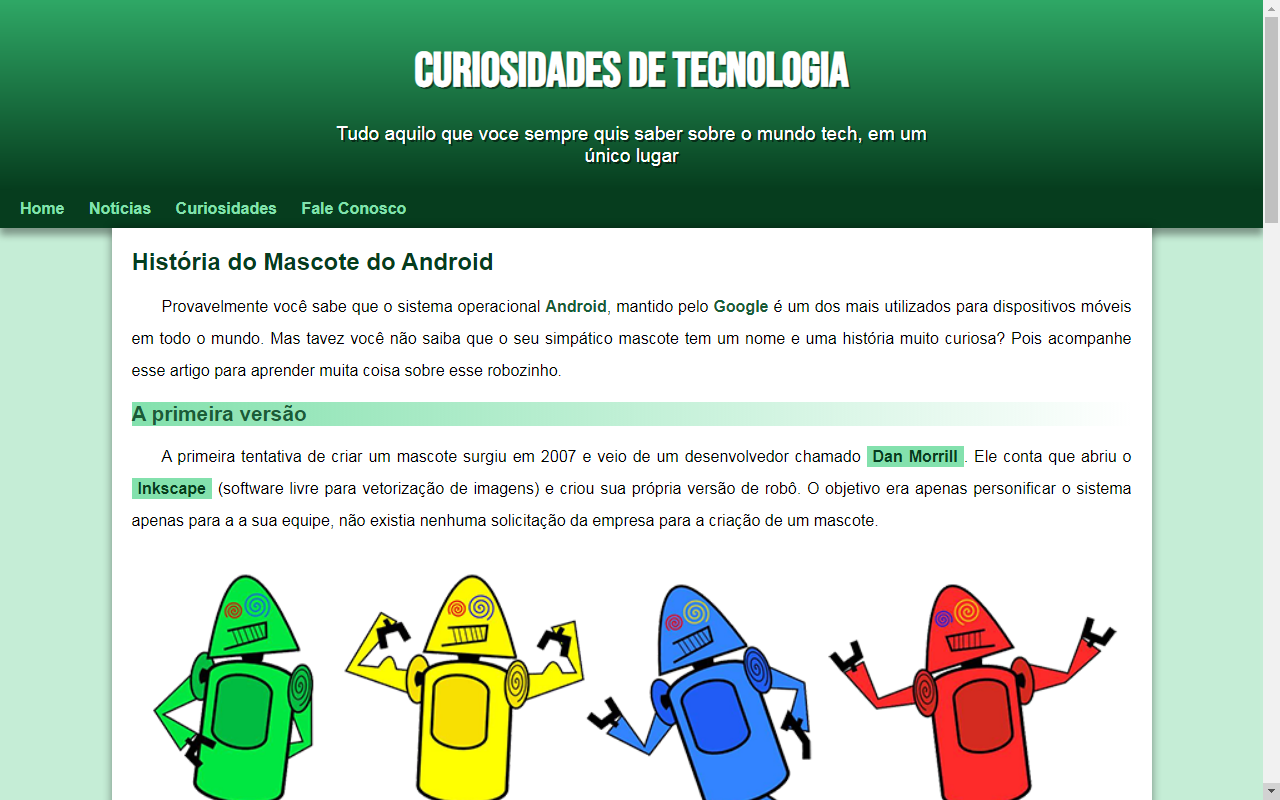 CURIOSIDADES DE TECNOLOGIA
Tudo aquilo que voce sempre quis saber sobre o mundo tech, em um
único lugar
Home Notícias Curiosidades Fale Conosco
História do Mascote do Android
Provavelmente você sabe que o sistema operacional Android, mantido pelo Google é um dos mais utilizados para dispositivos móveis
em todo o mundo. Mas tavez você não saiba que o seu simpático mascote tem um nome e uma história muito curiosa? Pois acompanhe
esse artigo para aprender muita coisa sobre esse robozinho.
A primeira versão
A primeira tentativa de criar um mascote surgiu em 2007 e veio de um desenvolvedor chamado Dan Morrill. Ele conta que abriu o
Inkscape (software livre para vetorização de imagens) e criou sua própria versão de robô. O objetivo era apenas personificar o sistema
apenas para a a sua equipe, não existia nenhuma solicitação da empresa para a criação de um mascote.